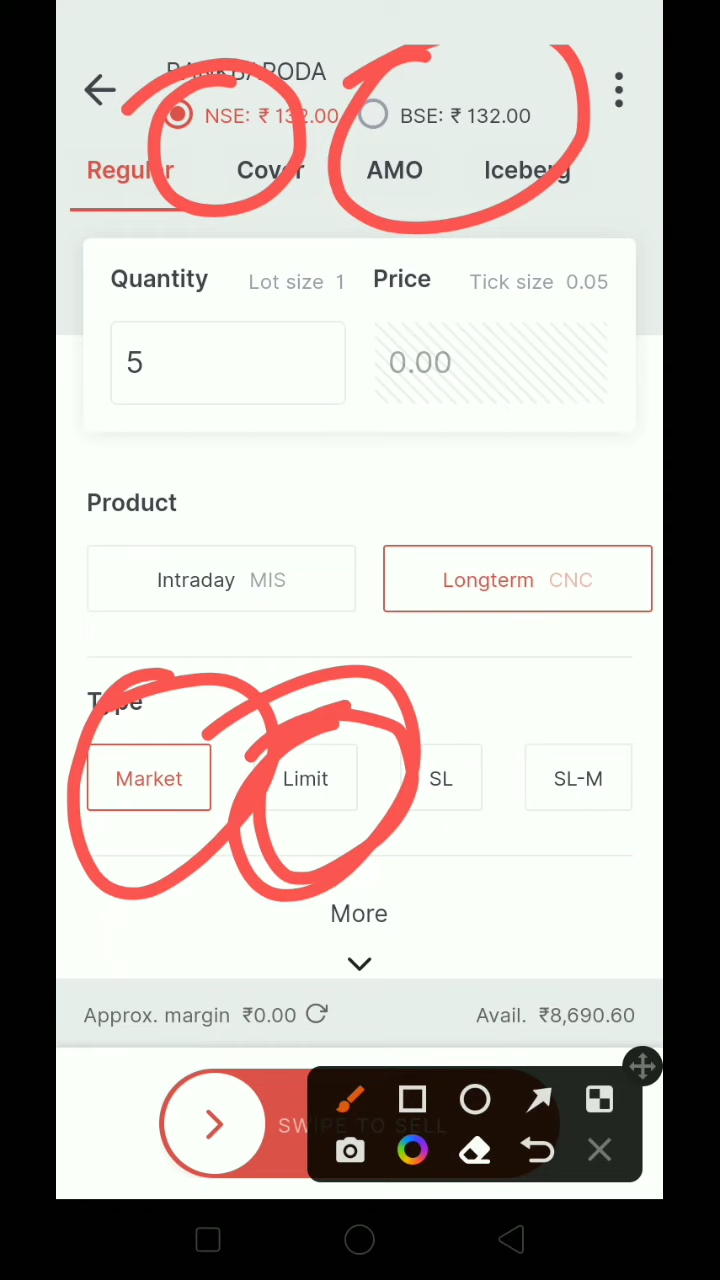 BANKBARODA
NSE: ₹ 132.00 BSE: ₹ 132.00
Regular Cover AMO Iceberg
Quantity Lot size 1 Price Tick size 0.05
5 0.00
Product
Intraday MIS Longterm CNC
Type
Market Limit SL SL-M
More
Approx. margin ₹0.00 Avail. ₹8,690.60
SWIPE TO SELL